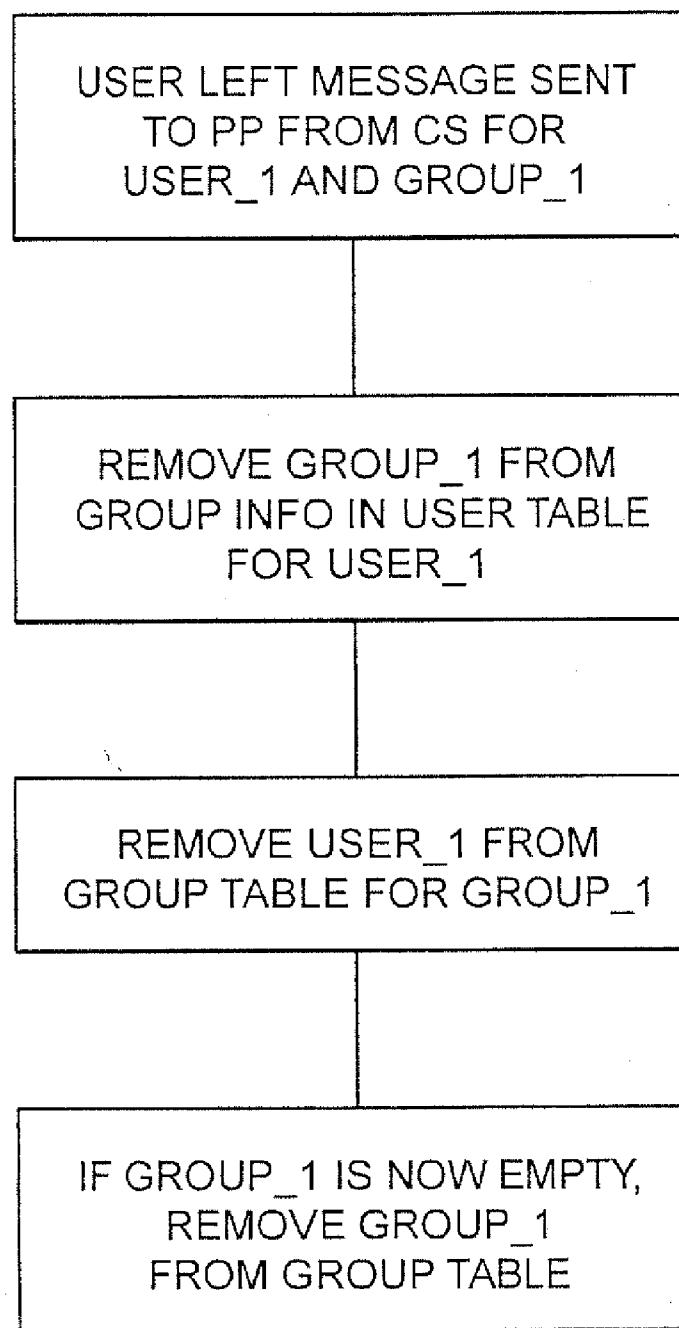 USER LEFT MESSAGE SENT
TO PP FROM CS FOR
USER_1 AND GROUP_1
REMOVE GROUP_1 FROM
GROUP INFO IN USER TABLE
FOR USER_1
REMOVE USER_1 FROM
GROUP TABLE FOR GROUP_1
IF GROUP_1 IS NOW EMPTY,
REMOVE GROUP_1
FROM GROUP TABLE